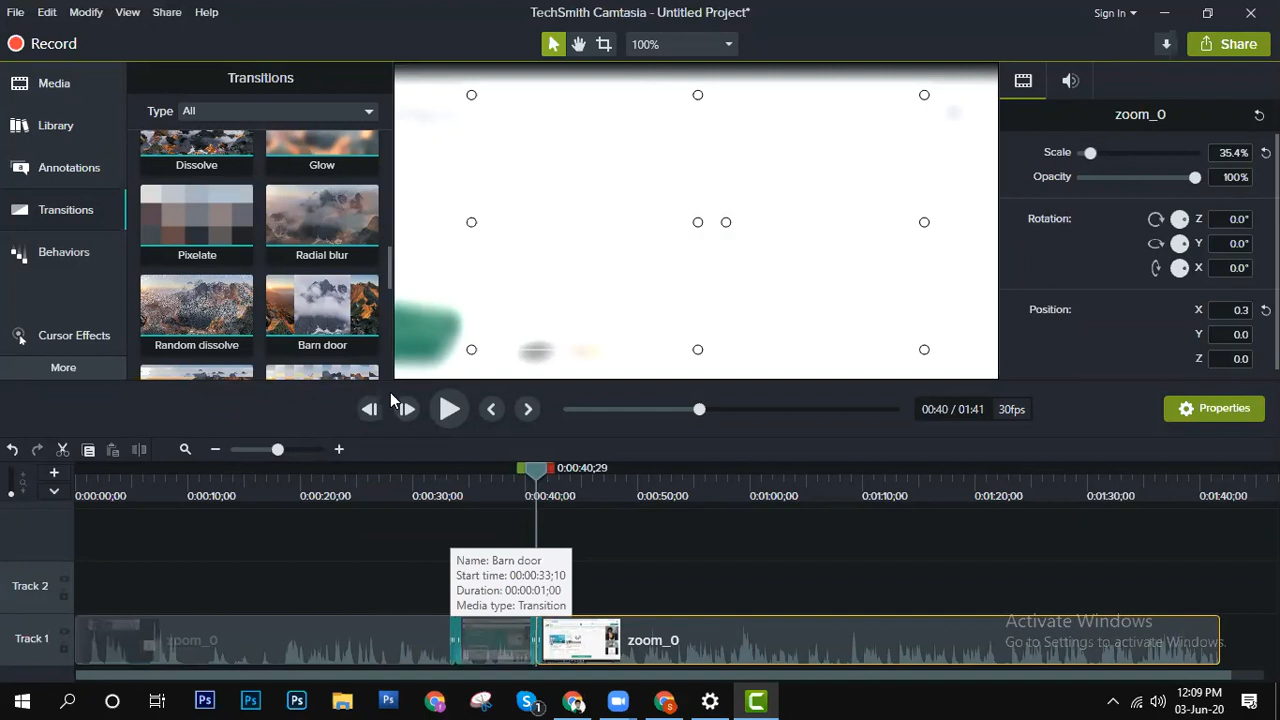 File Edit Modify View Share Help
TechSmith Camtasia - Untitled Project*
Sign In
Record
100%
Share
Media
Library
Annotations
Transitions
Behaviors
Cursor Effects
More
Transitions
Type All
Dissolve Glow
Pixelate Radial blur
Random dissolve Barn door
zoom_0
Scale 35.4%
Opacity 100%
Rotation: Z 0.0°
Y 0.0°
X 0.0°
Position: X 0.3
Y 0.0
Z 0.0
00:40 / 01:41 30fps
Properties
0:00:40;29
0:00:00;00 0:00:10;00 0:00:20;00 0:00:30;00 0:00:40;00 0:00:50;00 0:01:00;00 0:01:10;00 0:01:20;00 0:01:30;00 0:01:40;00
Name: Barn door
Start time: 00:00:33;10
Duration: 00:00:01;00
Media type: Transition
Track 2
Track 1
zoom_0
zoom_0
Activate Windows
Go to Settings to activate Windows.
12:09 PM
03-Jun-20